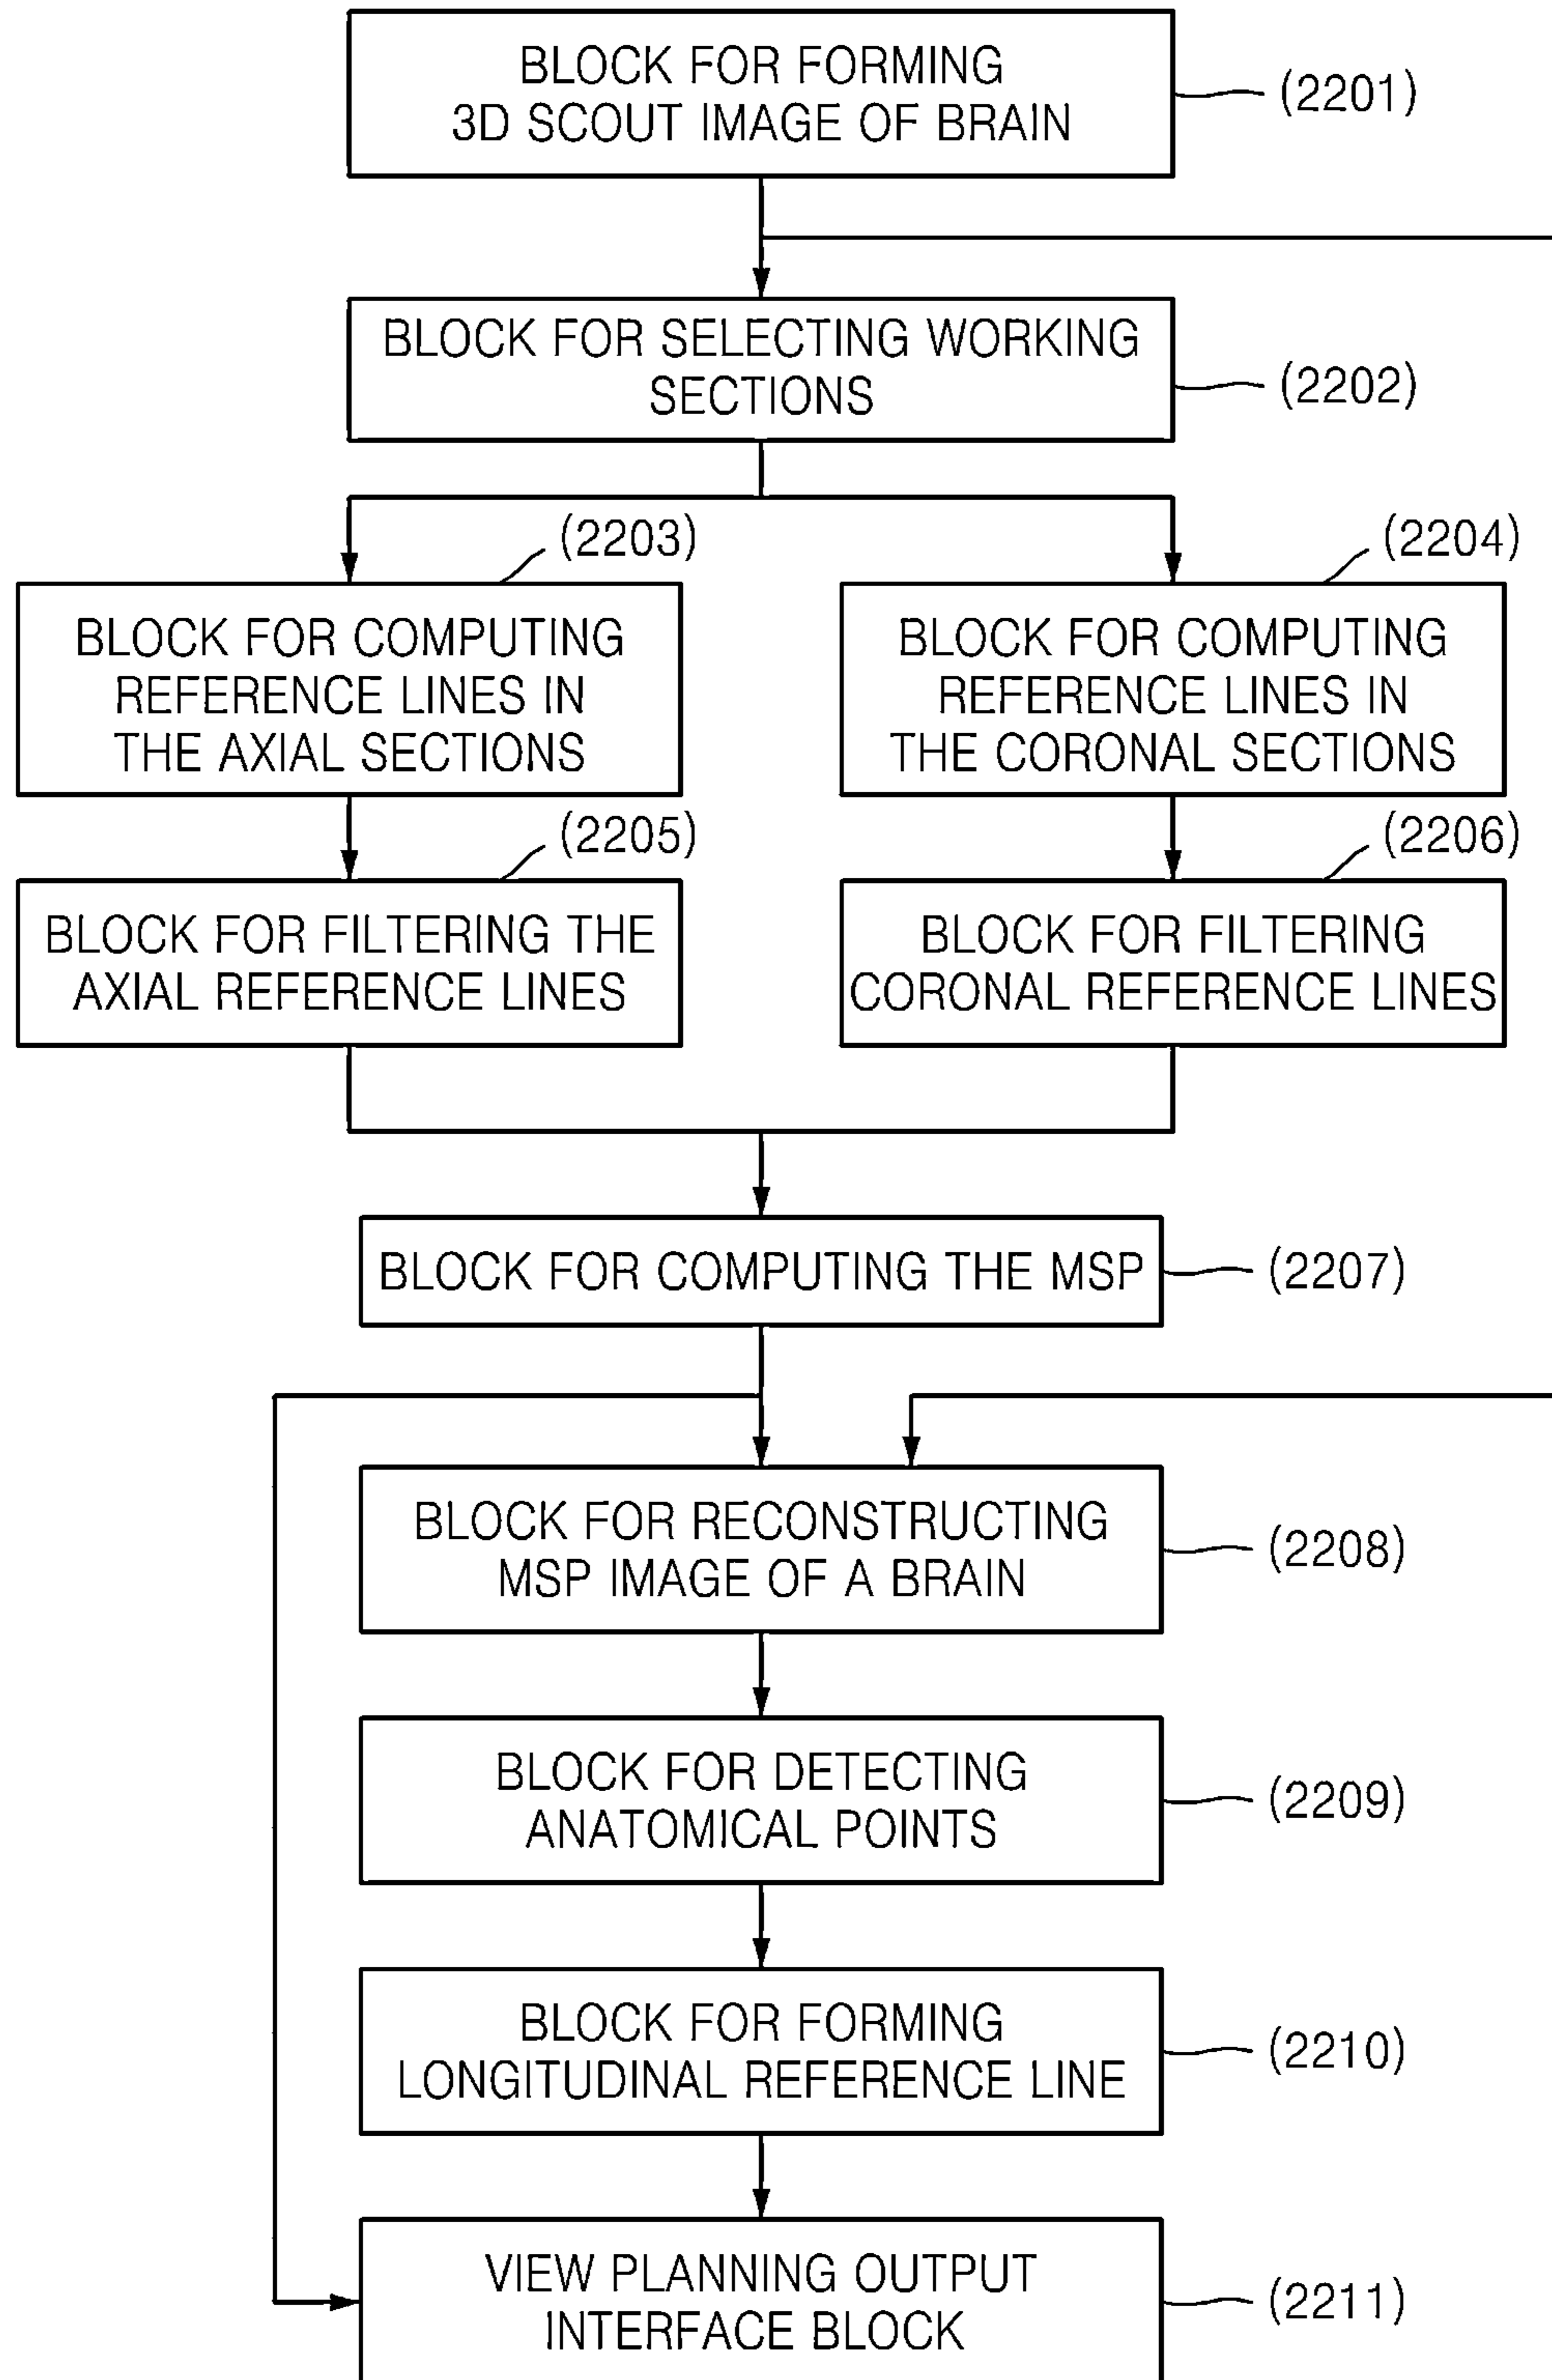 BLOCK FOR FORMING
3D SCOUT IMAGE OF BRAIN
(2201)
BLOCK FOR SELECTING WORKING
SECTIONS
(2202)
(2203)
BLOCK FOR COMPUTING
REFERENCE LINES IN
THE AXIAL SECTIONS
(2204)
BLOCK FOR COMPUTING
REFERENCE LINES IN
THE CORONAL SECTIONS
(2205)
BLOCK FOR FILTERING THE
AXIAL REFERENCE LINES
(2206)
BLOCK FOR FILTERING
CORONAL REFERENCE LINES
BLOCK FOR COMPUTING THE MSP
(2207)
BLOCK FOR RECONSTRUCTING
MSP IMAGE OF A BRAIN
(2208)
BLOCK FOR DETECTING
ANATOMICAL POINTS
(2209)
BLOCK FOR FORMING
LONGITUDINAL REFERENCE LINE
(2210)
VIEW PLANNING OUTPUT
INTERFACE BLOCK
(2211)